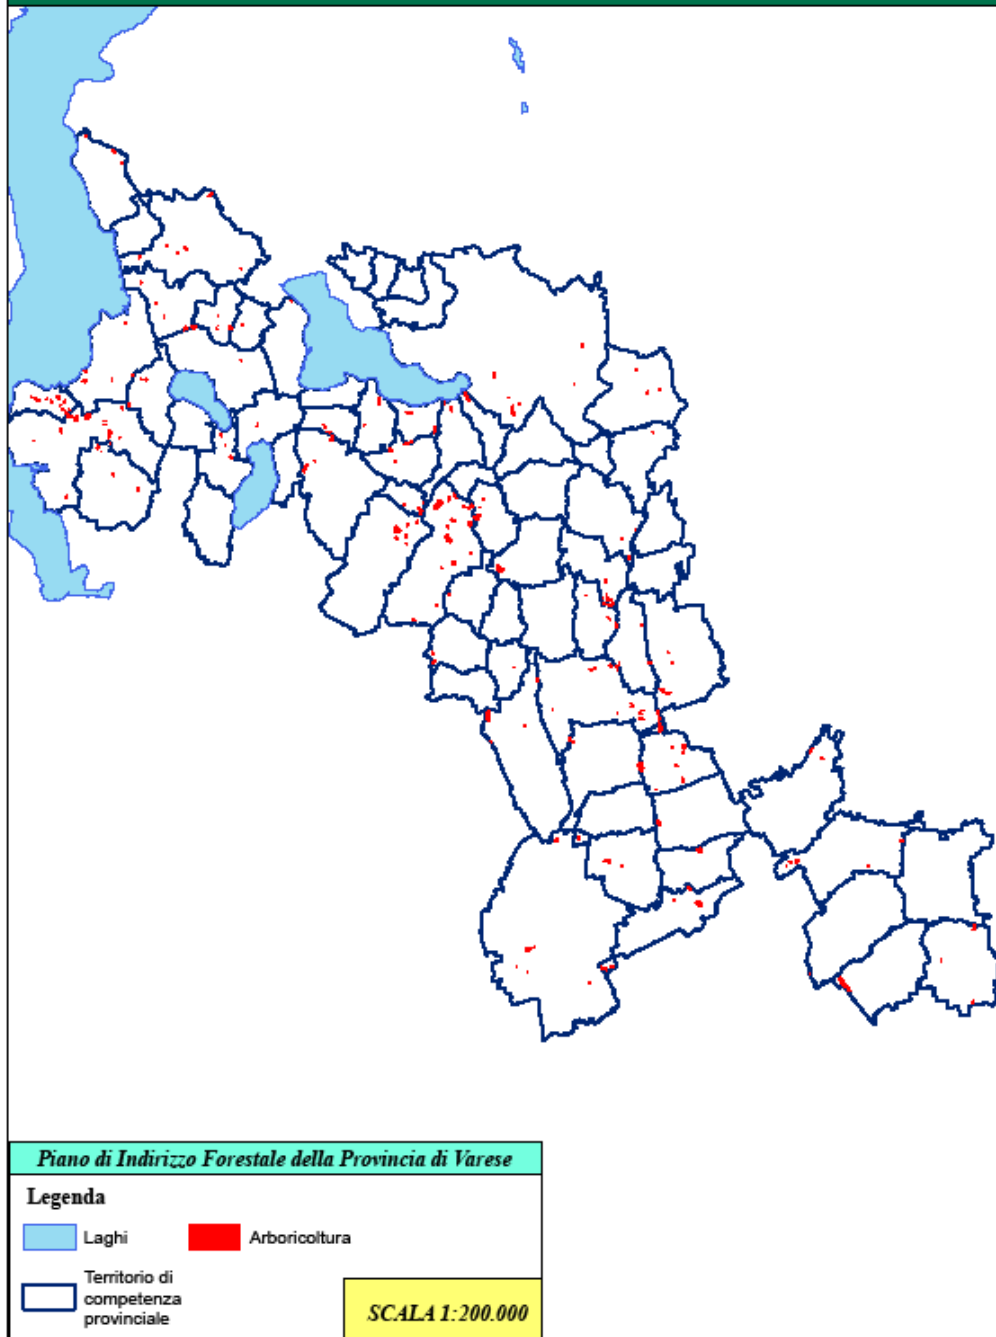 Piano di Indirizzo Forestale della Provincia di Varese
Legenda
Laghi
Arboricoltura
Territorio di
competenza
provinciale
SCALA 1:200.000